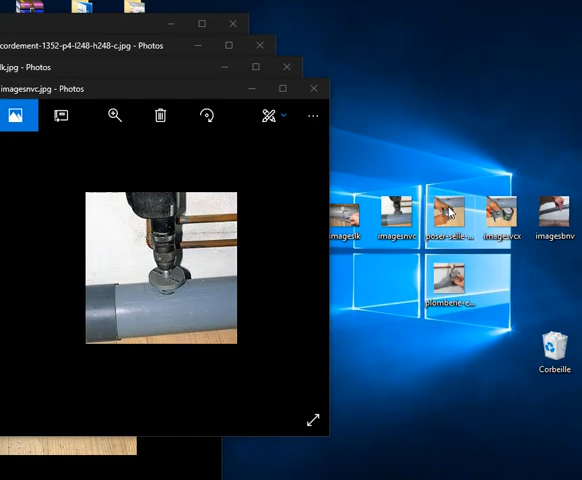 cordement-1352-p4-l248-h248-c.jpg - Photos
lk.jpg - Photos
imagesnvc.jpg - Photos
imageslk
imagesnvc
poser-selle-...
imagesvcx
imagesbnv
plomberie-e...
Corbeille